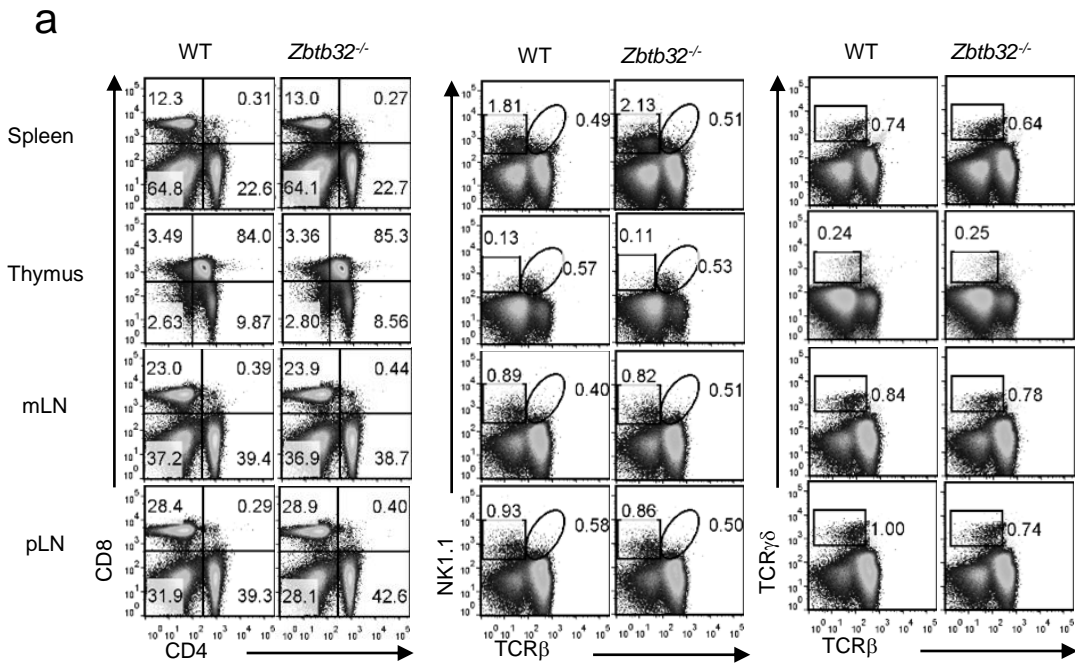 a
WT Zbtb32-/- WT Zbtb32-/- WT Zbtb32-/-
Spleen
12.3 0.31 13.0 0.27 1.81 0.49 2.13 0.51 0.74 0.64
64.8 22.6 64.1 22.7
Thymus
3.49 84.0 3.36 85.3 0.13 0.57 0.11 0.53 0.24 0.25
2.63 9.87 2.80 8.56
mLN
23.0 0.39 23.9 0.44 0.89 0.40 0.82 0.51 0.84 0.78
37.2 39.4 36.9 38.7
pLN
28.4 0.29 28.9 0.40 0.93 0.58 0.86 0.50 1.00 0.74
31.9 39.3 28.1 42.6
CD8 NK1.1 TCRγδ
10⁰ 10¹ 10² 10³ 10⁴ 10⁵
CD4 TCRβ TCRβ